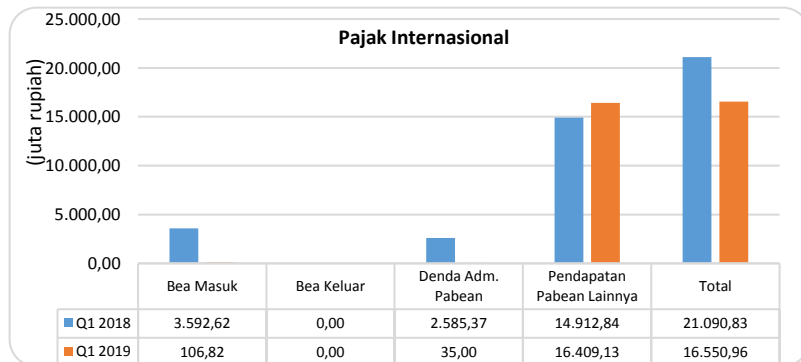 Pajak Internasional
(juta rupiah)
25.000,00
20.000,00
15.000,00
10.000,00
5.000,00
0,00
Bea Masuk Bea Keluar Denda Adm. Pabean Pendapatan Pabean Lainnya Total
Q1 2018 3.592,62 0,00 2.585,37 14.912,84 21.090,83
Q1 2019 106,82 0,00 35,00 16.409,13 16.550,96